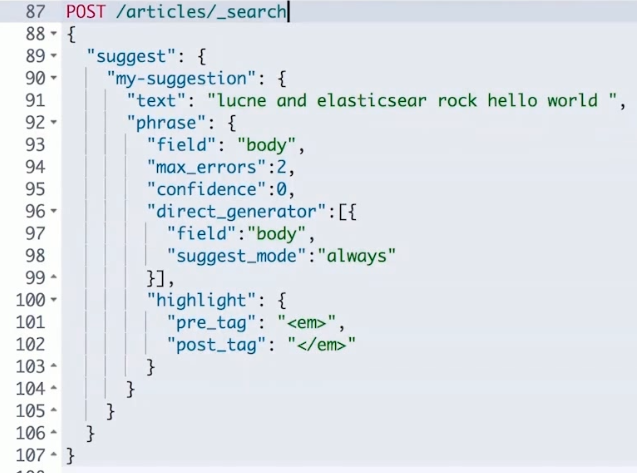 87 POST /articles/_search
88 {
89 "suggest": {
90 "my-suggestion": {
91 "text": "lucne and elasticsear rock hello world ",
92 "phrase": {
93 "field": "body",
94 "max_errors":2,
95 "confidence":0,
96 "direct_generator":[{
97 "field":"body",
98 "suggest_mode":"always"
99 }],
100 "highlight": {
101 "pre_tag": "<em>",
102 "post_tag": "</em>"
103 }
104 }
105 }
106 }
107 }